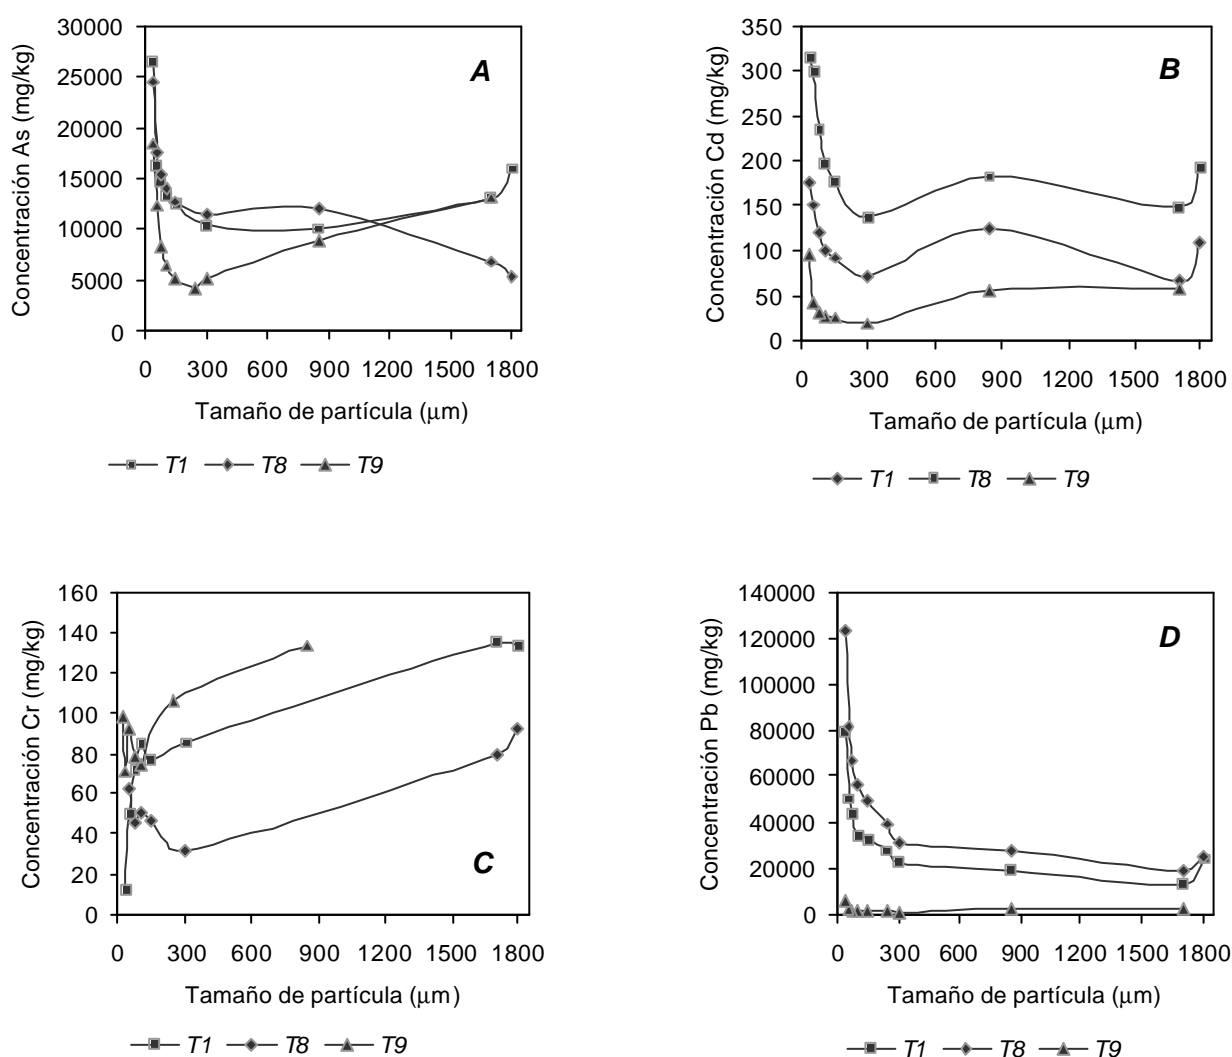 A
Concentración As (mg/kg)
30000
25000
20000
15000
10000
5000
0
0 300 600 900 1200 1500 1800
Tamaño de partícula (μm)
T1 T8 T9
B
Concentración Cd (mg/kg)
350
300
250
200
150
100
50
0
0 300 600 900 1200 1500 1800
Tamaño de partícula (μm)
T1 T8 T9
C
Concentración Cr (mg/kg)
160
140
120
100
80
60
40
20
0
0 300 600 900 1200 1500 1800
Tamaño de partícula (μm)
T1 T8 T9
D
Concentración Pb (mg/kg)
140000
120000
100000
80000
60000
40000
20000
0
0 300 600 900 1200 1500 1800
Tamaño de partícula (μm)
T1 T8 T9